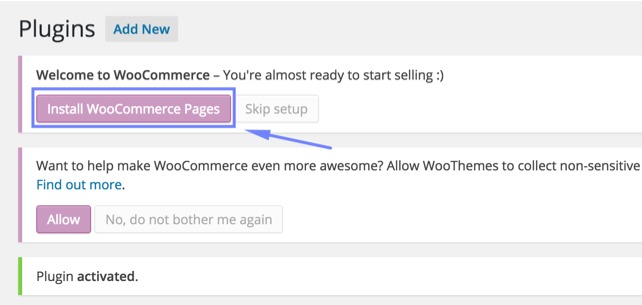 Plugins Add New
Welcome to WooCommerce – You're almost ready to start selling :)
Install WooCommerce Pages Skip setup
Want to help make WooCommerce even more awesome? Allow WooThemes to collect non-sensitive
Find out more.
Allow No, do not bother me again
Plugin activated.